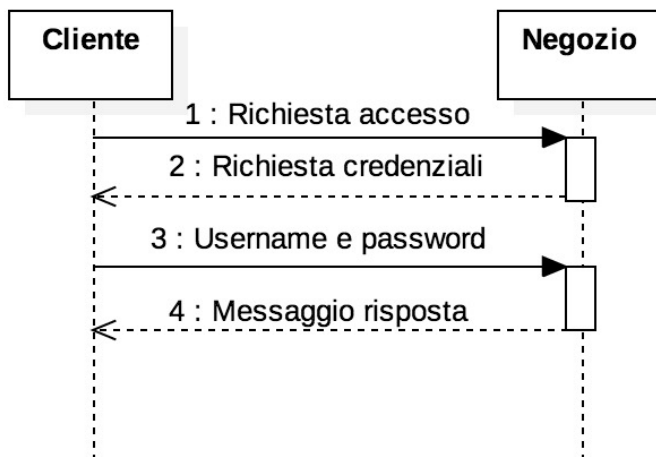 Cliente
Negozio
1 : Richiesta accesso
2 : Richiesta credenziali
3 : Username e password
4 : Messaggio risposta